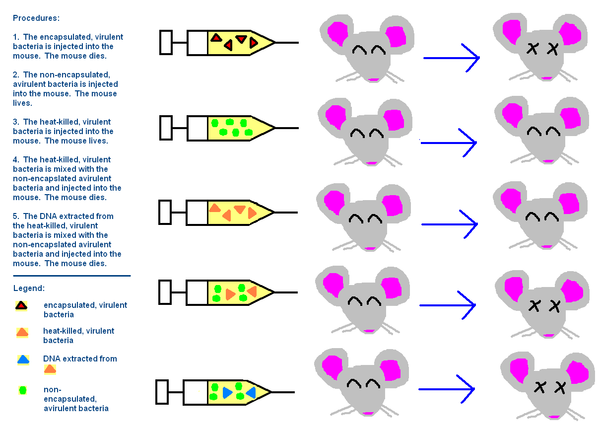 Procedures:
1.  The encapsulated, virulent
bacteria is injected into the
mouse.  The mouse dies.
2.  The non-encapsulated,
avirulent bacteria is injected
into the mouse.  The mouse
lives.
3.  The heat-killed, virulent
bacteria is injected into the
mouse.  The mouse lives.
4.  The heat-killed, virulent
bacteria is mixed with the
non-encapslated avirulent
bacteria and injected into the
mouse.  The mouse dies.
5.  The DNA extracted from
the heat-killed, virulent
bacteria is mixed with the
non-encapslated avirulent
bacteria and injected into the
mouse.  The mouse dies.
Legend:
encapsulated, virulent
bacteria
heat-killed, virulent
bacteria
DNA extracted from
non-
encapsulated,
avirulent bacteria